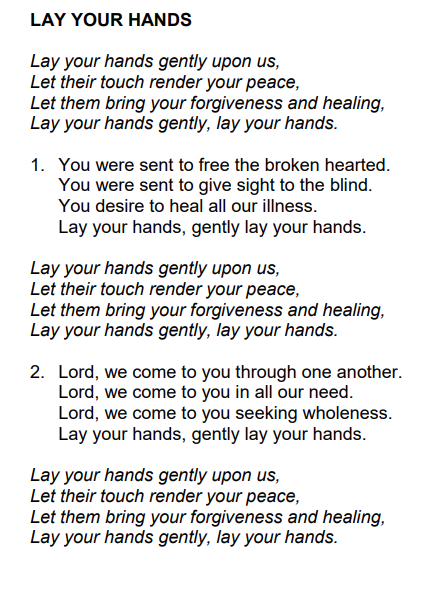 LAY YOUR HANDS
Lay your hands gently upon us,
Let their touch render your peace,
Let them bring your forgiveness and healing,
Lay your hands gently, lay your hands.
1. You were sent to free the broken hearted.
You were sent to give sight to the blind.
You desire to heal all our illness.
Lay your hands, gently lay your hands.
Lay your hands gently upon us,
Let their touch render your peace,
Let them bring your forgiveness and healing,
Lay your hands gently, lay your hands.
2. Lord, we come to you through one another.
Lord, we come to you in all our need.
Lord, we come to you seeking wholeness.
Lay your hands, gently lay your hands.
Lay your hands gently upon us,
Let their touch render your peace,
Let them bring your forgiveness and healing,
Lay your hands gently, lay your hands.